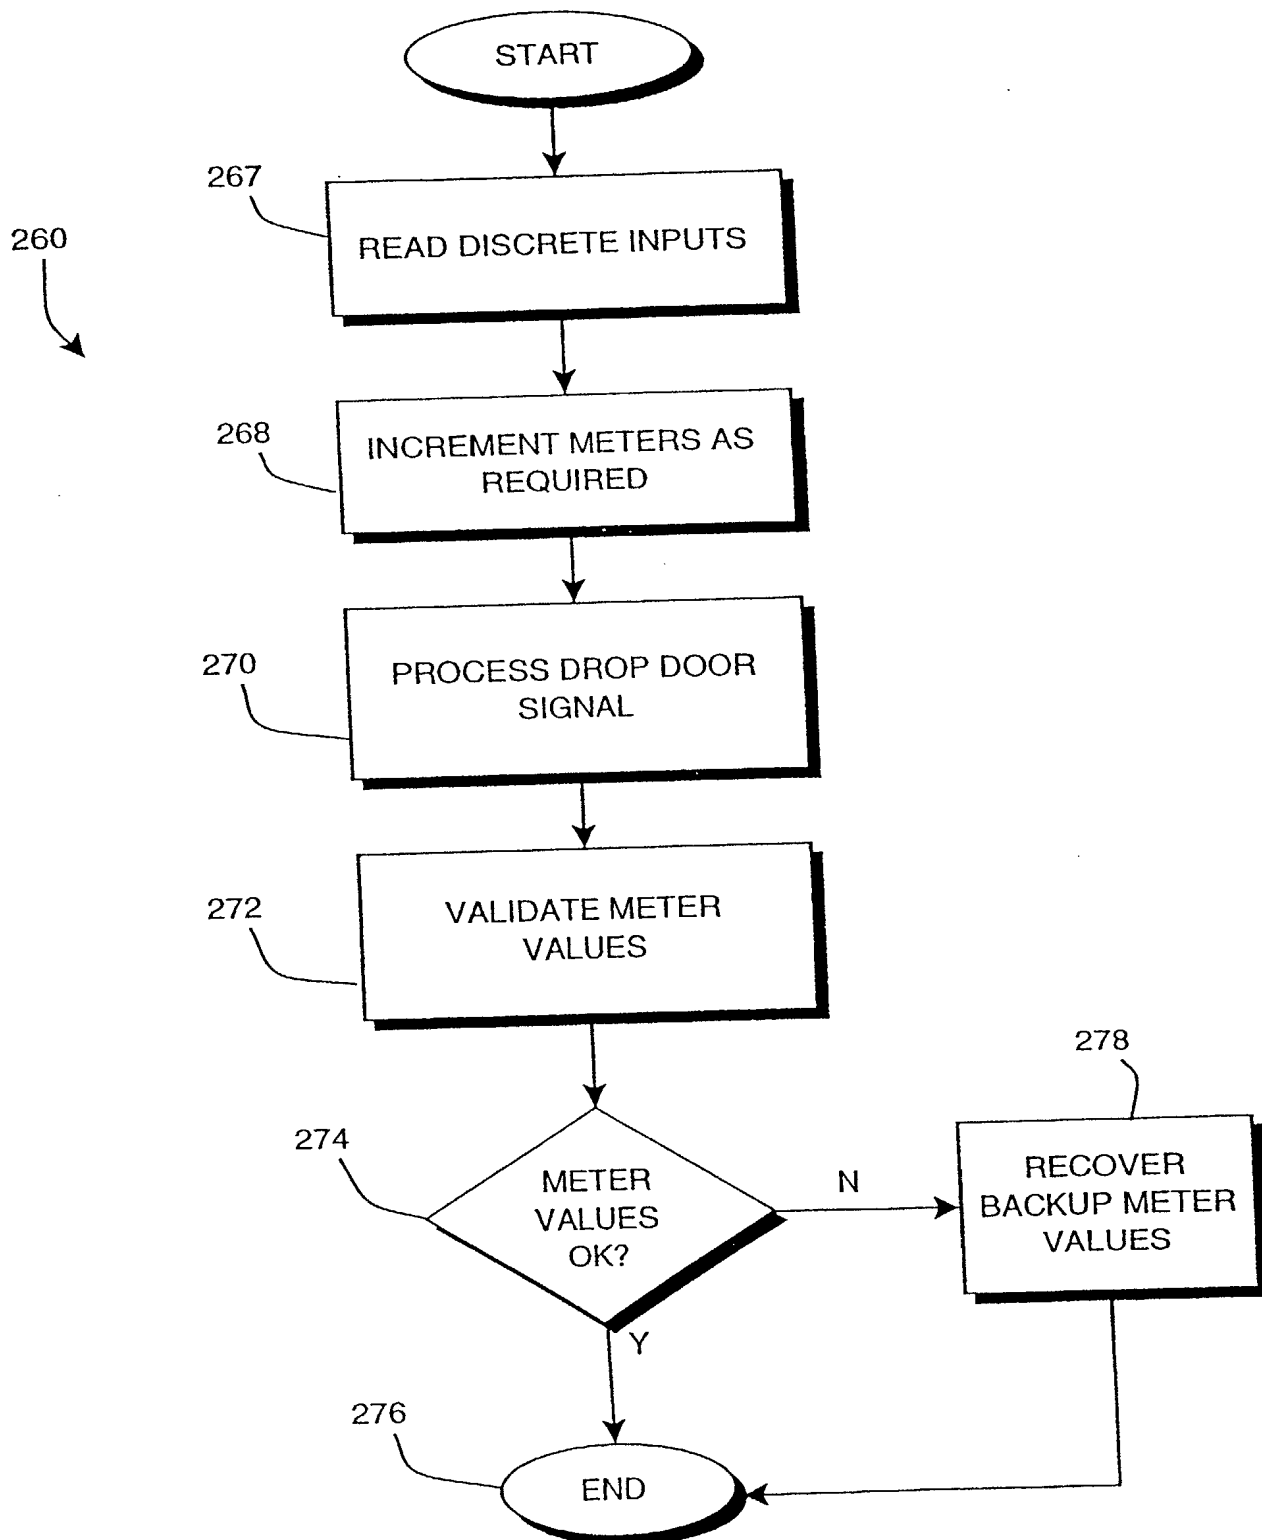 START
267
260
READ DISCRETE INPUTS
268
INCREMENT METERS AS
REQUIRED
270
PROCESS DROP DOOR
SIGNAL
272
VALIDATE METER
VALUES
274
METER
VALUES
OK?
N
278
RECOVER
BACKUP METER
VALUES
Y
276
END